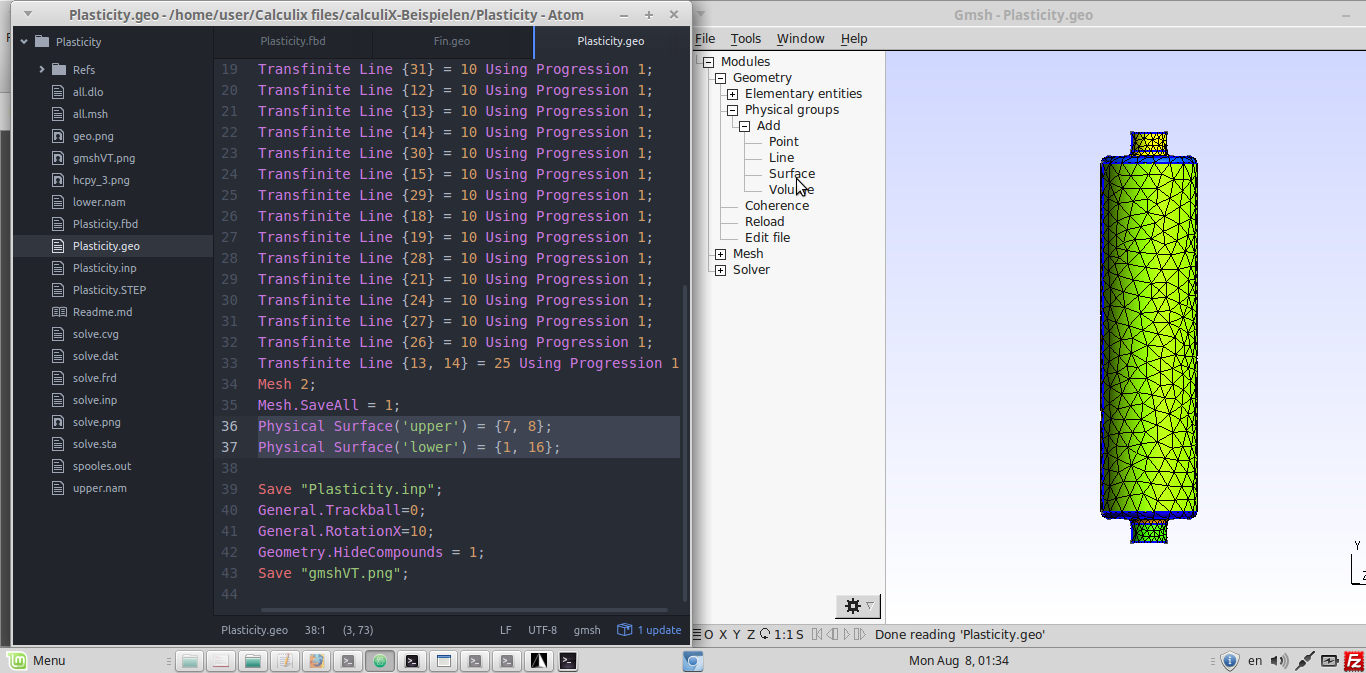 Plasticity.geo - /home/user/Calculix files/calculiX-Beispielen/Plasticity - Atom
Plasticity
Refs
all.dlo
all.msh
geo.png
gmshVT.png
hcpy_3.png
lower.nam
Plasticity.fbd
Plasticity.geo
Plasticity.inp
Plasticity.STEP
Readme.md
solve.cvg
solve.dat
solve.frd
solve.inp
solve.png
solve.sta
spooles.out
upper.nam
Plasticity.fbd
Fin.geo
Plasticity.geo
19 Transfinite Line {31} = 10 Using Progression 1;
20 Transfinite Line {12} = 10 Using Progression 1;
21 Transfinite Line {13} = 10 Using Progression 1;
22 Transfinite Line {14} = 10 Using Progression 1;
23 Transfinite Line {30} = 10 Using Progression 1;
24 Transfinite Line {15} = 10 Using Progression 1;
25 Transfinite Line {29} = 10 Using Progression 1;
26 Transfinite Line {18} = 10 Using Progression 1;
27 Transfinite Line {19} = 10 Using Progression 1;
28 Transfinite Line {28} = 10 Using Progression 1;
29 Transfinite Line {21} = 10 Using Progression 1;
30 Transfinite Line {24} = 10 Using Progression 1;
31 Transfinite Line {27} = 10 Using Progression 1;
32 Transfinite Line {26} = 10 Using Progression 1;
33 Transfinite Line {13, 14} = 25 Using Progression 1
34 Mesh 2;
35 Mesh.SaveAll = 1;
36 Physical Surface('upper') = {7, 8};
37 Physical Surface('lower') = {1, 16};
38
39 Save "Plasticity.inp";
40 General.Trackball=0;
41 General.RotationX=10;
42 Geometry.HideCompounds = 1;
43 Save "gmshVT.png";
44
Plasticity.geo 38:1 (3, 73) LF UTF-8 gmsh 1 update
Gmsh - Plasticity.geo
File Tools Window Help
Modules
Geometry
Elementary entities
Physical groups
Add
Point
Line
Surface
Volume
Coherence
Reload
Edit file
Mesh
Solver
Y
Z
O X Y Z 1:1 S Done reading 'Plasticity.geo'
Menu
Mon Aug 8, 01:34
en